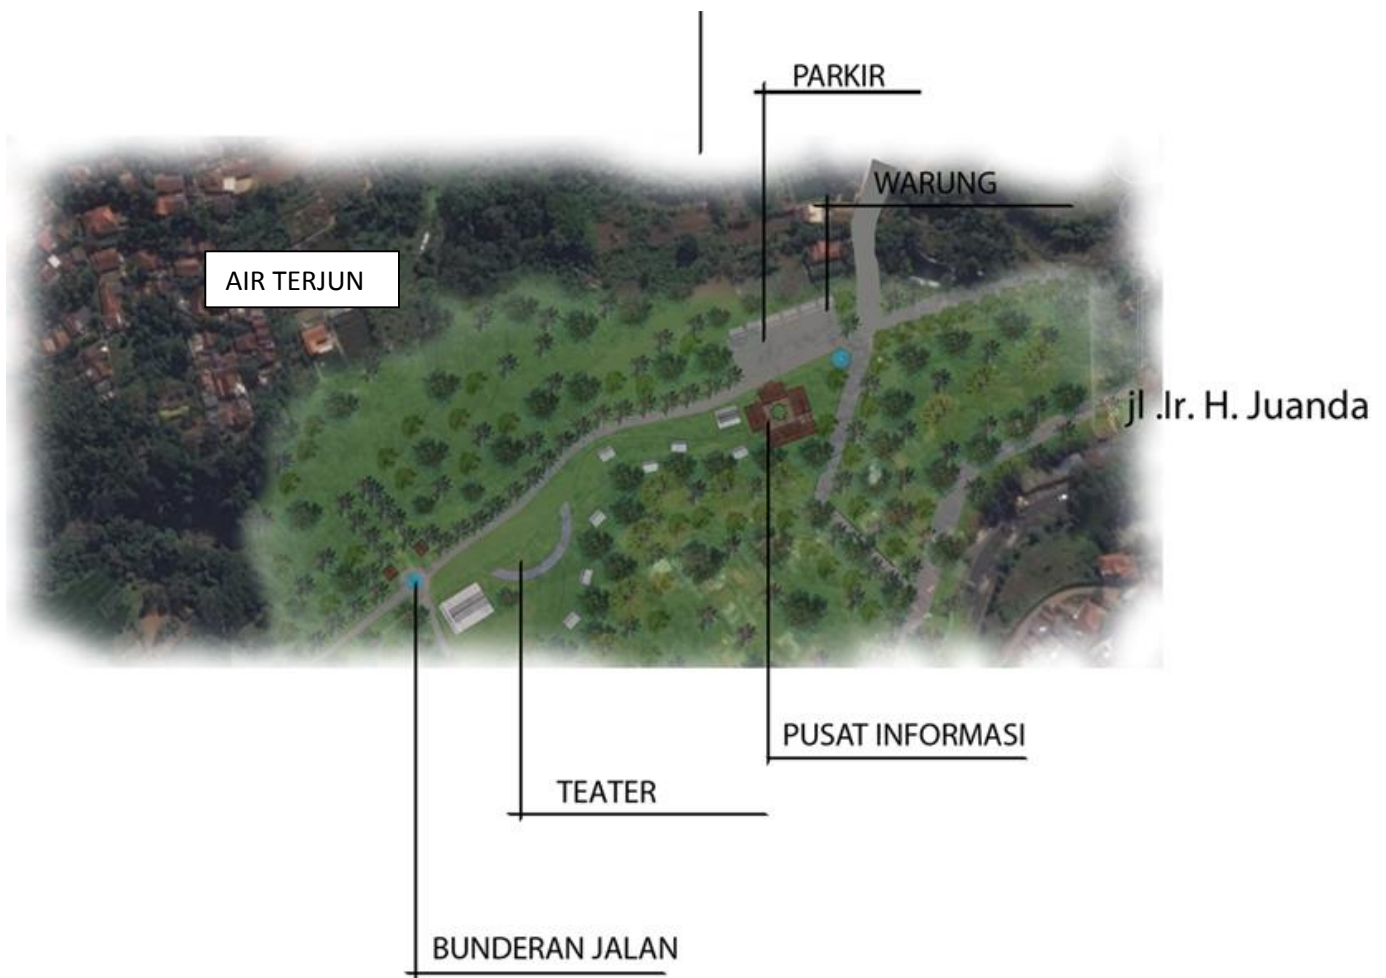 PARKIR
WARUNG
AIR TERJUN
jl .Ir. H. Juanda
PUSAT INFORMASI
TEATER
BUNDERAN JALAN